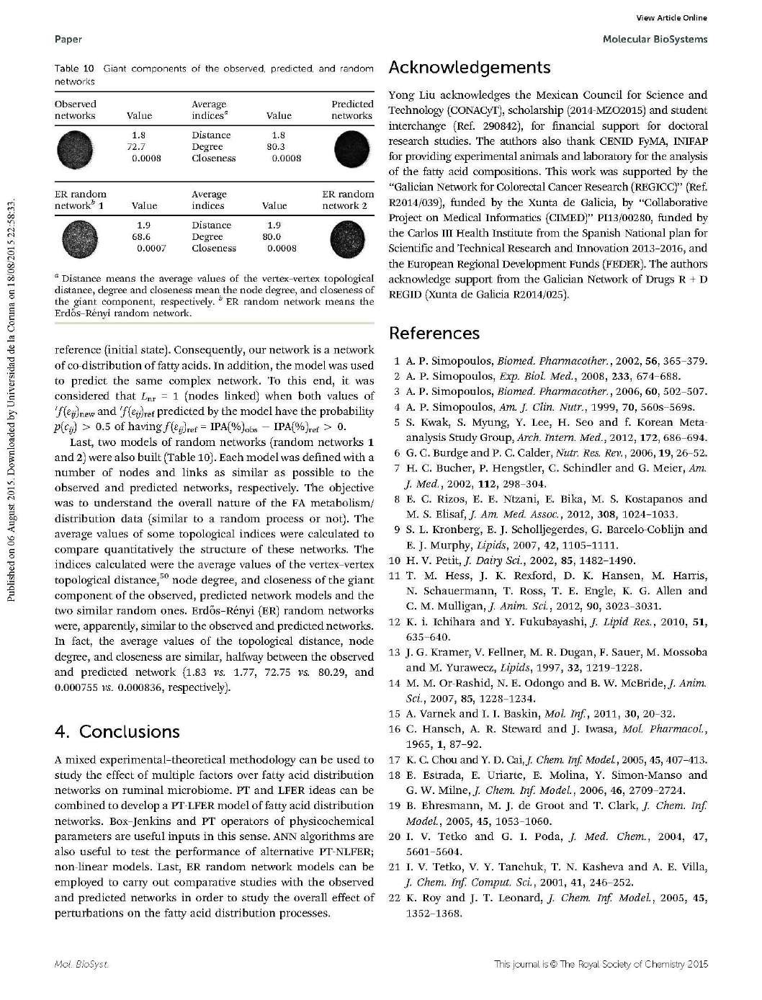 View Article Online
Paper
Molecular BioSystems
Table 10 Giant components of the observed, predicted, and random
networks
Observed networks Value Average indicesᵃ Value Predicted networks
1.8 Distance 1.8
72.7 Degree 80.3
0.0008 Closeness 0.0008
ER random networkᵇ 1 Value Average indices Value ER random network 2
1.9 Distance 1.9
68.6 Degree 80.0
0.0007 Closeness 0.0008
ᵃ Distance means the average values of the vertex–vertex topological
distance, degree and closeness mean the node degree, and closeness of
the giant component, respectively. ᵇ ER random network means the
Erdős–Rényi random network.
reference (initial state). Consequently, our network is a network
of co-distribution of fatty acids. In addition, the model was used
to predict the same complex network. To this end, it was
considered that Lnr = 1 (nodes linked) when both values of
′f(εij)new and ′f(εij)ref predicted by the model have the probability
p(cij) > 0.5 of having f(εij)ref = IPA(%)obs − IPA(%)ref > 0.
Last, two models of random networks (random networks 1
and 2) were also built (Table 10). Each model was defined with a
number of nodes and links as similar as possible to the
observed and predicted networks, respectively. The objective
was to understand the overall nature of the FA metabolism/
distribution data (similar to a random process or not). The
average values of some topological indices were calculated to
compare quantitatively the structure of these networks. The
indices calculated were the average values of the vertex–vertex
topological distance,⁵⁰ node degree, and closeness of the giant
component of the observed, predicted network models and the
two similar random ones. Erdős–Rényi (ER) random networks
were, apparently, similar to the observed and predicted networks.
In fact, the average values of the topological distance, node
degree, and closeness are similar, halfway between the observed
and predicted network (1.83 vs. 1.77, 72.75 vs. 80.29, and
0.000755 vs. 0.000836, respectively).
4. Conclusions
A mixed experimental–theoretical methodology can be used to
study the effect of multiple factors over fatty acid distribution
networks on ruminal microbiome. PT and LFER ideas can be
combined to develop a PT-LFER model of fatty acid distribution
networks. Box–Jenkins and PT operators of physicochemical
parameters are useful inputs in this sense. ANN algorithms are
also useful to test the performance of alternative PT-NLFER;
non-linear models. Last, ER random network models can be
employed to carry out comparative studies with the observed
and predicted networks in order to study the overall effect of
perturbations on the fatty acid distribution processes.
Acknowledgements
Yong Liu acknowledges the Mexican Council for Science and
Technology (CONACyT), scholarship (2014-MZO2015) and student
interchange (Ref. 290842), for financial support for doctoral
research studies. The authors also thank CENID FyMA, INIFAP
for providing experimental animals and laboratory for the analysis
of the fatty acid compositions. This work was supported by the
“Galician Network for Colorectal Cancer Research (REGICC)” (Ref.
R2014/039), funded by the Xunta de Galicia, by “Collaborative
Project on Medical Informatics (CIMED)” PI13/00280, funded by
the Carlos III Health Institute from the Spanish National plan for
Scientific and Technical Research and Innovation 2013–2016, and
the European Regional Development Funds (FEDER). The authors
acknowledge support from the Galician Network of Drugs R + D
REGID (Xunta de Galicia R2014/025).
References
1 A. P. Simopoulos, Biomed. Pharmacother., 2002, 56, 365–379.
2 A. P. Simopoulos, Exp. Biol. Med., 2008, 233, 674–688.
3 A. P. Simopoulos, Biomed. Pharmacother., 2006, 60, 502–507.
4 A. P. Simopoulos, Am. J. Clin. Nutr., 1999, 70, 560s–569s.
5 S. Kwak, S. Myung, Y. Lee, H. Seo and f. Korean Meta-
analysis Study Group, Arch. Intern. Med., 2012, 172, 686–694.
6 G. C. Burdge and P. C. Calder, Nutr. Res. Rev., 2006, 19, 26–52.
7 H. C. Bucher, P. Hengstler, C. Schindler and G. Meier, Am.
J. Med., 2002, 112, 298–304.
8 E. C. Rizos, E. E. Ntzani, E. Bika, M. S. Kostapanos and
M. S. Elisaf, J. Am. Med. Assoc., 2012, 308, 1024–1033.
9 S. L. Kronberg, E. J. Scholljegerdes, G. Barcelo-Coblijn and
E. J. Murphy, Lipids, 2007, 42, 1105–1111.
10 H. V. Petit, J. Dairy Sci., 2002, 85, 1482–1490.
11 T. M. Hess, J. K. Rexford, D. K. Hansen, M. Harris,
N. Schauermann, T. Ross, T. E. Engle, K. G. Allen and
C. M. Mulligan, J. Anim. Sci., 2012, 90, 3023–3031.
12 K. i. Ichihara and Y. Fukubayashi, J. Lipid Res., 2010, 51,
635–640.
13 J. G. Kramer, V. Fellner, M. R. Dugan, F. Sauer, M. Mossoba
and M. Yurawecz, Lipids, 1997, 32, 1219–1228.
14 M. M. Or-Rashid, N. E. Odongo and B. W. McBride, J. Anim.
Sci., 2007, 85, 1228–1234.
15 A. Varnek and I. I. Baskin, Mol. Inf., 2011, 30, 20–32.
16 C. Hansch, A. R. Steward and J. Iwasa, Mol. Pharmacol.,
1965, 1, 87–92.
17 K. C. Chou and Y. D. Cai, J. Chem. Inf. Model., 2005, 45, 407–413.
18 E. Estrada, E. Uriarte, E. Molina, Y. Simon-Manso and
G. W. Milne, J. Chem. Inf. Model., 2006, 46, 2709–2724.
19 B. Ehresmann, M. J. de Groot and T. Clark, J. Chem. Inf.
Model., 2005, 45, 1053–1060.
20 I. V. Tetko and G. I. Poda, J. Med. Chem., 2004, 47,
5601–5604.
21 I. V. Tetko, V. Y. Tanchuk, T. N. Kasheva and A. E. Villa,
J. Chem. Inf. Comput. Sci., 2001, 41, 246–252.
22 K. Roy and J. T. Leonard, J. Chem. Inf. Model., 2005, 45,
1352–1368.
Mol. BioSyst.
This journal is © The Royal Society of Chemistry 2015
Published on 06 August 2015. Downloaded by Universidad de la Coruna on 18/08/2015 22:58:33.